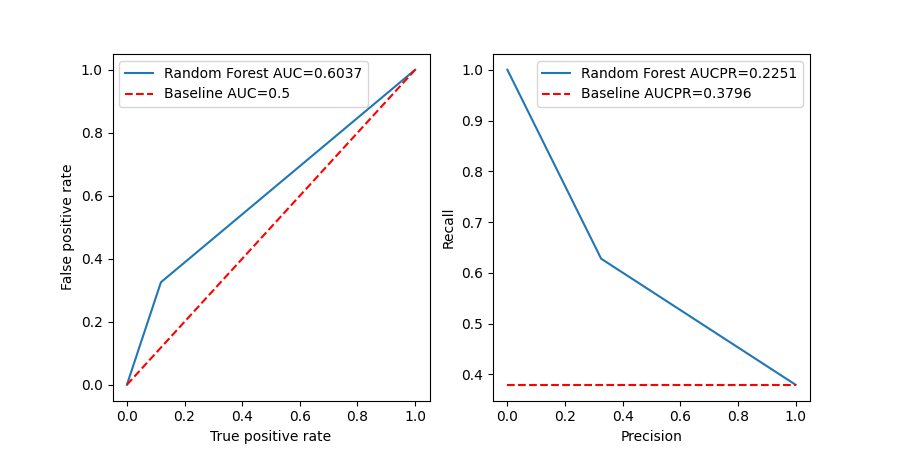 Random Forest AUC=0.6037
Baseline AUC=0.5
1.0
0.8
0.6
0.4
0.2
0.0
False positive rate
0.0 0.2 0.4 0.6 0.8 1.0
True positive rate
Random Forest AUCPR=0.2251
Baseline AUCPR=0.3796
1.0
0.9
0.8
0.7
0.6
0.5
0.4
Recall
0.0 0.2 0.4 0.6 0.8 1.0
Precision